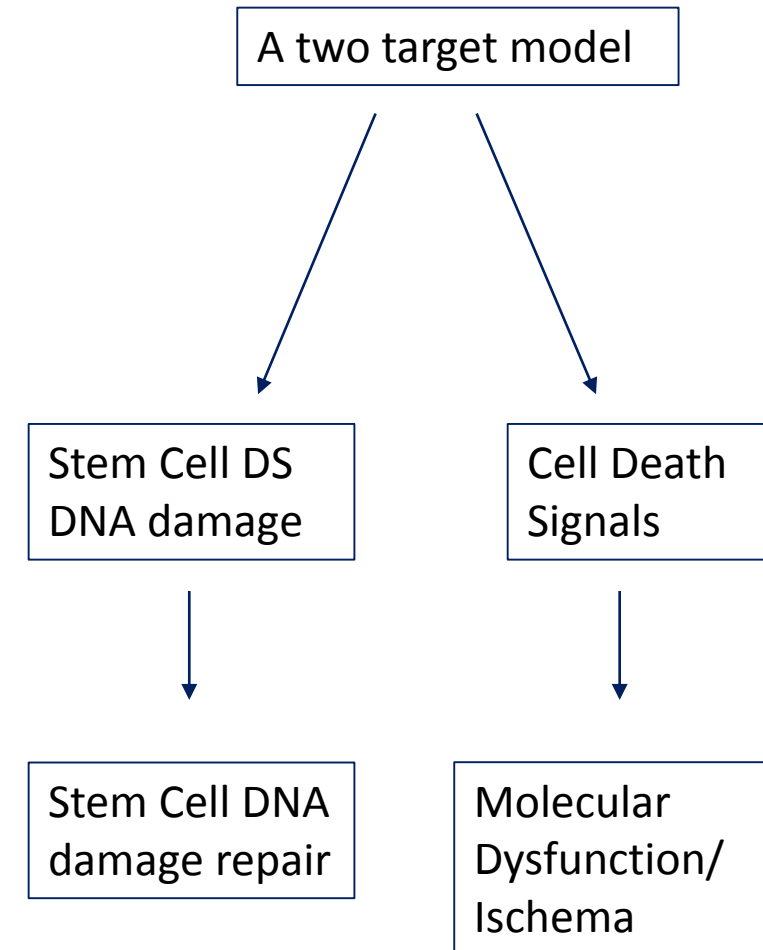 A two target model
Stem Cell DS
DNA damage
Cell Death
Signals
Stem Cell DNA
damage repair
Molecular
Dysfunction/
Ischema